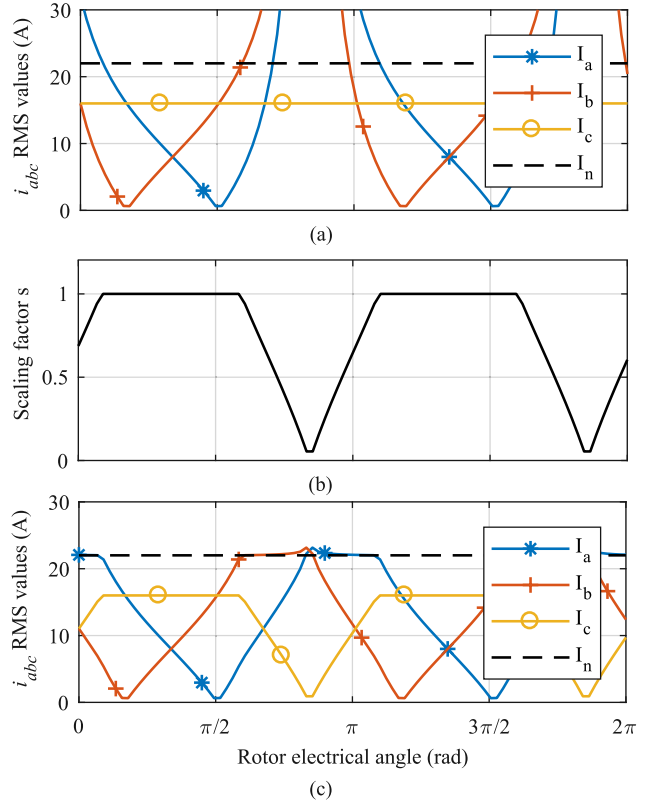 30
20
10
0
i_abc RMS values (A)
I_a
I_b
I_c
I_n
(a)
1
0.5
0
Scaling factor s
(b)
30
20
10
0
i_abc RMS values (A)
I_a
I_b
I_c
I_n
0 π/2 π 3π/2 2π
Rotor electrical angle (rad)
(c)